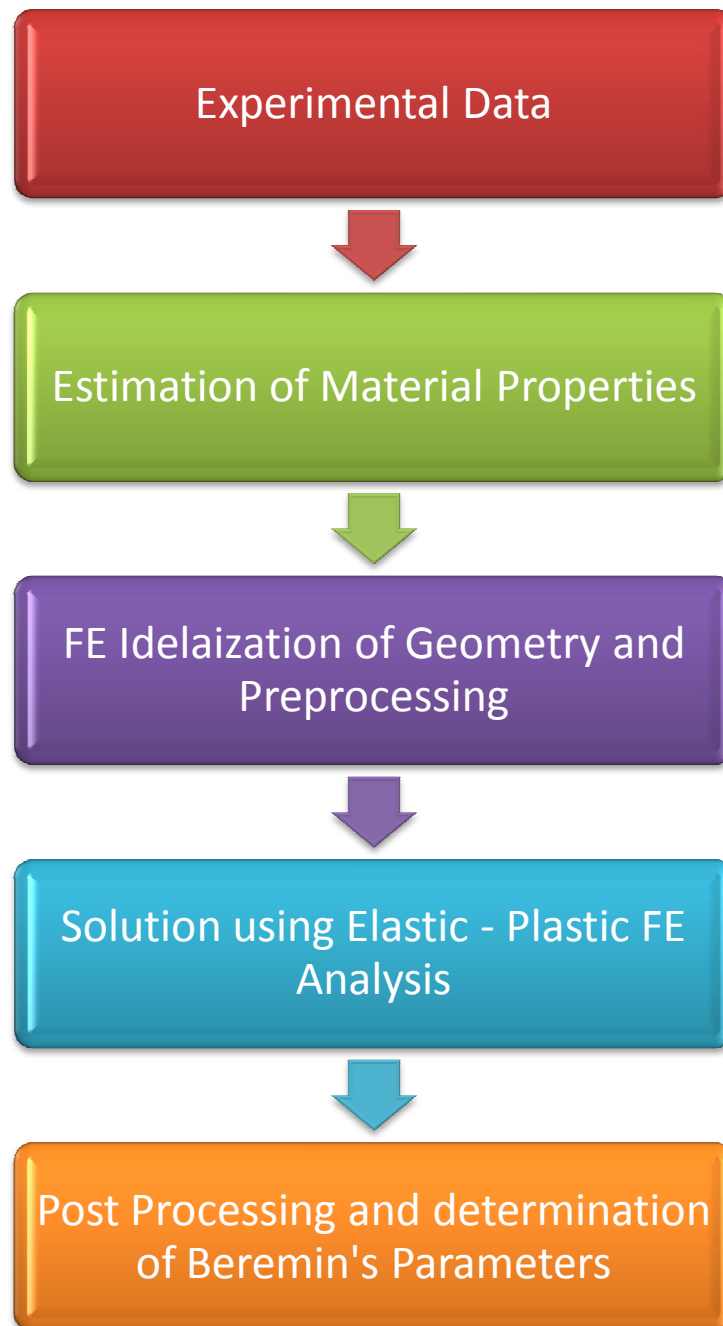 Experimental Data
Estimation of Material Properties
FE Idelaization of Geometry and
Preprocessing
Solution using Elastic - Plastic FE
Analysis
Post Processing and determination
of Beremin's Parameters